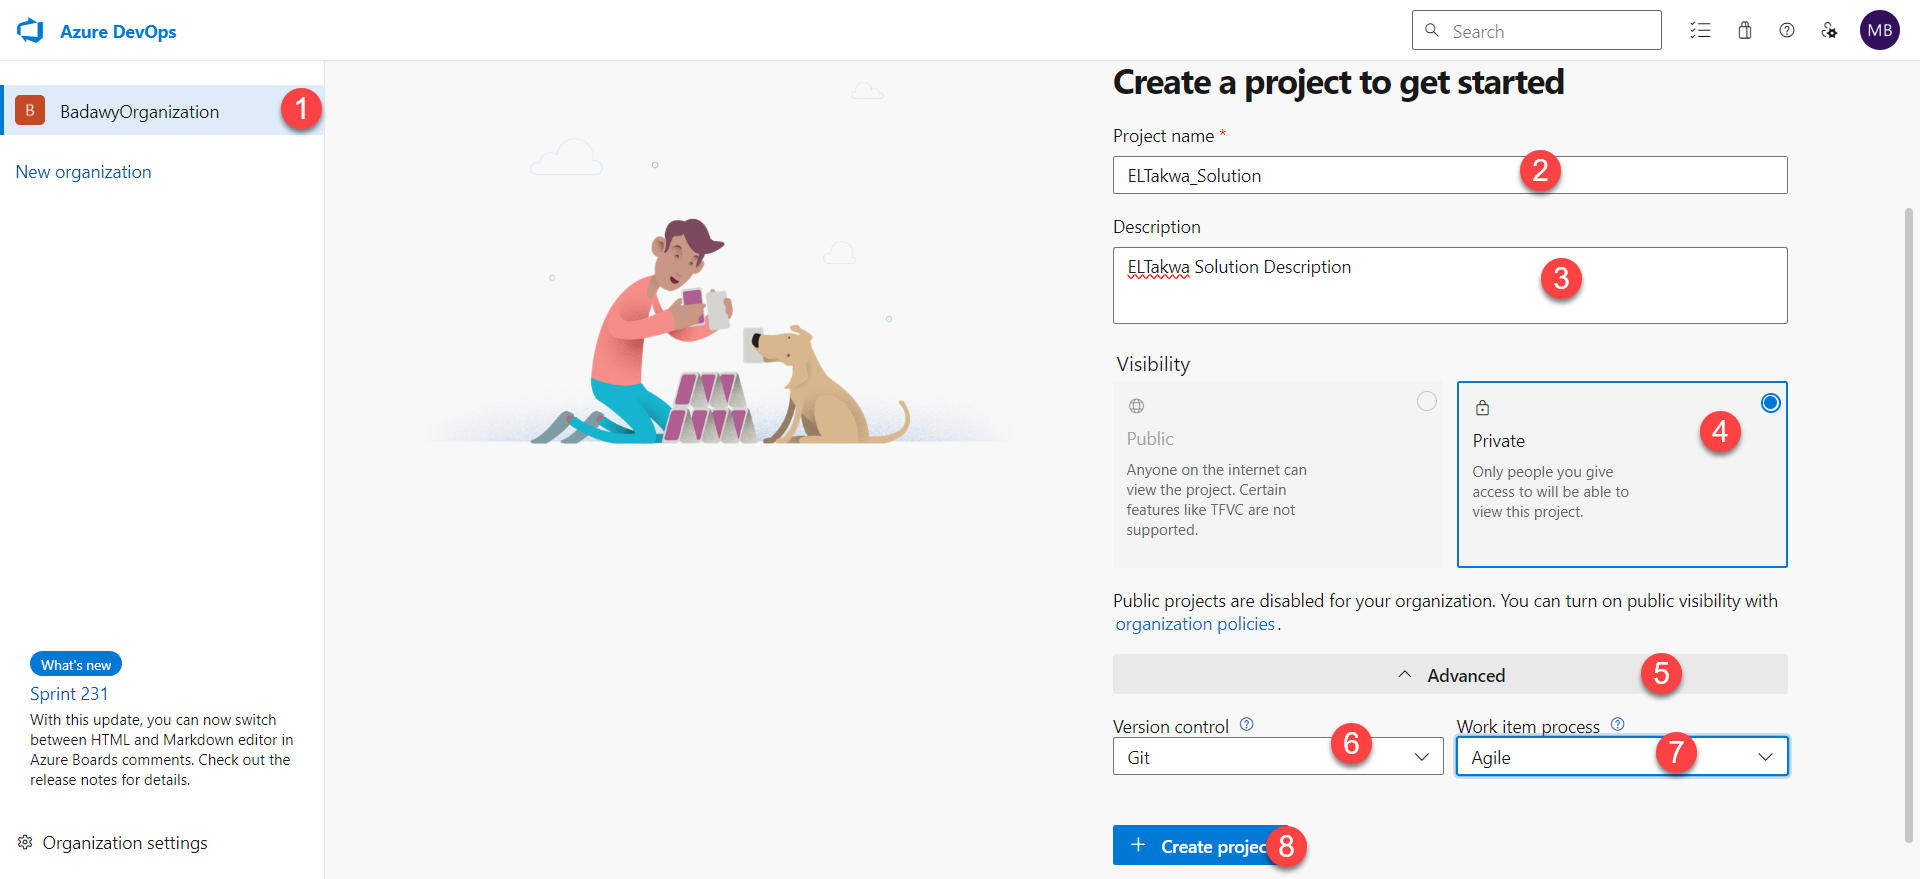 Azure DevOps
Search
MB
B
BadawyOrganization
1
New organization
What's new
Sprint 231
With this update, you can now switch
between HTML and Markdown editor in
Azure Boards comments. Check out the
release notes for details.
Organization settings
Create a project to get started
Project name *
ELTakwa_Solution
2
Description
ELTakwa Solution Description
3
Visibility
Public
Anyone on the internet can
view the project. Certain
features like TFVC are not
supported.
Private
4
Only people you give
access to will be able to
view this project.
Public projects are disabled for your organization. You can turn on public visibility with
organization policies.
Advanced
5
Version control
Git
6
Work item process
Agile
7
+ Create projec
8